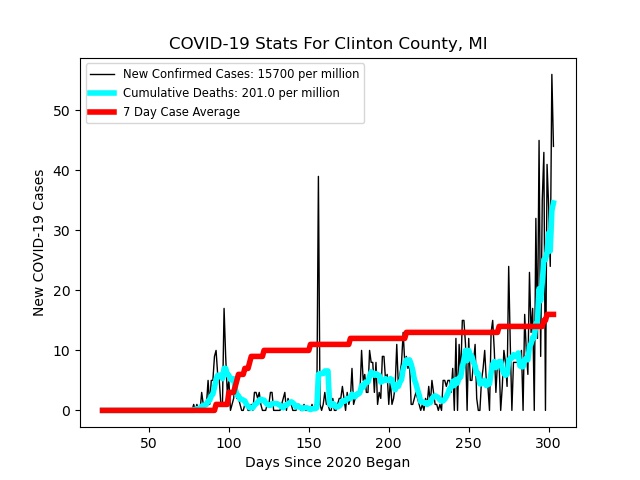 COVID-19 Stats For Clinton County, MI
New Confirmed Cases: 15700 per million
Cumulative Deaths: 201.0 per million
7 Day Case Average
New COVID-19 Cases
50
40
30
20
10
0
50 100 150 200 250 300
Days Since 2020 Began